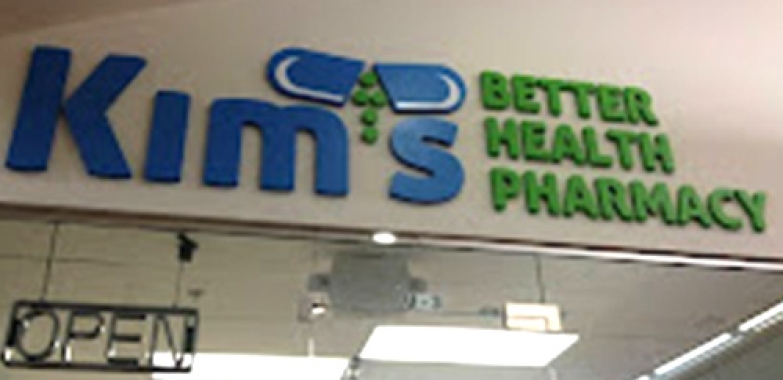 Kim's
BETTER
HEALTH
PHARMACY
OPEN